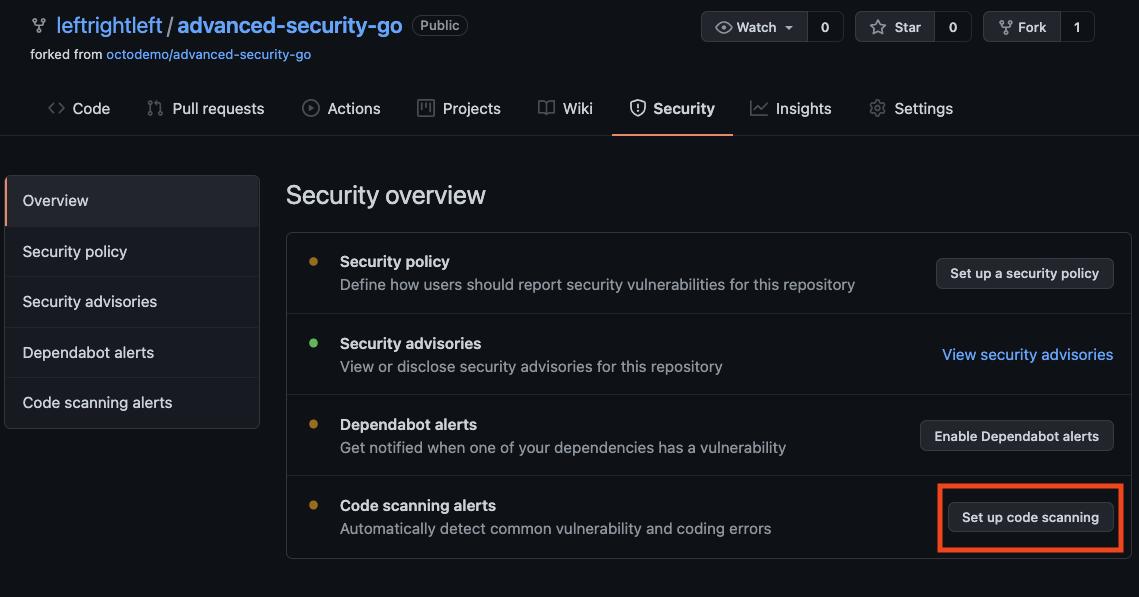 leftrightleft / advanced-security-go Public
Watch 0 Star 0 Fork 1
forked from octodemo/advanced-security-go
Code Pull requests Actions Projects Wiki Security Insights Settings
Overview
Security policy
Security advisories
Dependabot alerts
Code scanning alerts
Security overview
Security policy
Define how users should report security vulnerabilities for this repository
Set up a security policy
Security advisories
View or disclose security advisories for this repository
View security advisories
Dependabot alerts
Get notified when one of your dependencies has a vulnerability
Enable Dependabot alerts
Code scanning alerts
Automatically detect common vulnerability and coding errors
Set up code scanning